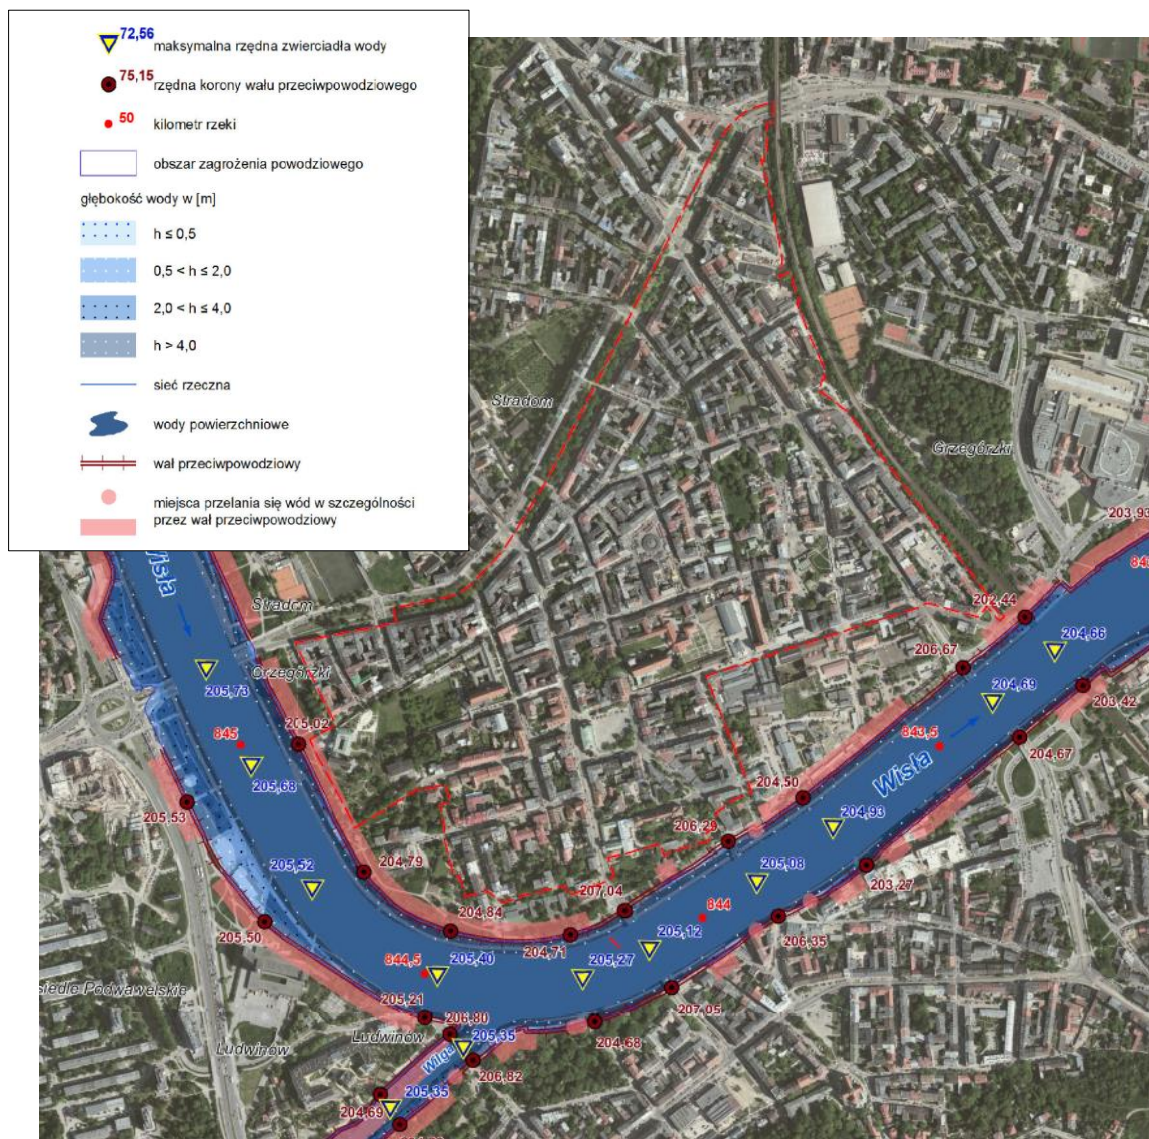 72,56
maksymalna rzędna zwierciadła wody
75,15
rzędna korony wału przeciwpowodziowego
50
kilometr rzeki
obszar zagrożenia powodziowego
głębokość wody w [m]
h ≤ 0,5
0,5 < h ≤ 2,0
2,0 < h ≤ 4,0
h > 4,0
sieć rzeczna
wody powierzchniowe
wał przeciwpowodziowy
miejsca przelania się wód w szczególności
przez wał przeciwpowodziowy
Stradom
Grzegórzki
203,93
Wisła
Stradom
202,44
204,66
206,67
Grzegórzki
205,73
204,69
203,42
845
205,02
843,5
204,67
205,68
Wisła
205,53
204,50
204,93
206,29
205,52
204,79
205,08
203,27
207,04
844
205,50
204,84
206,35
204,71
205,12
844,5
205,40
205,27
205,21
207,05
206,80
Ludwinów
205,35
204,68
Ludwinów
Wilga
206,82
205,35
204,69